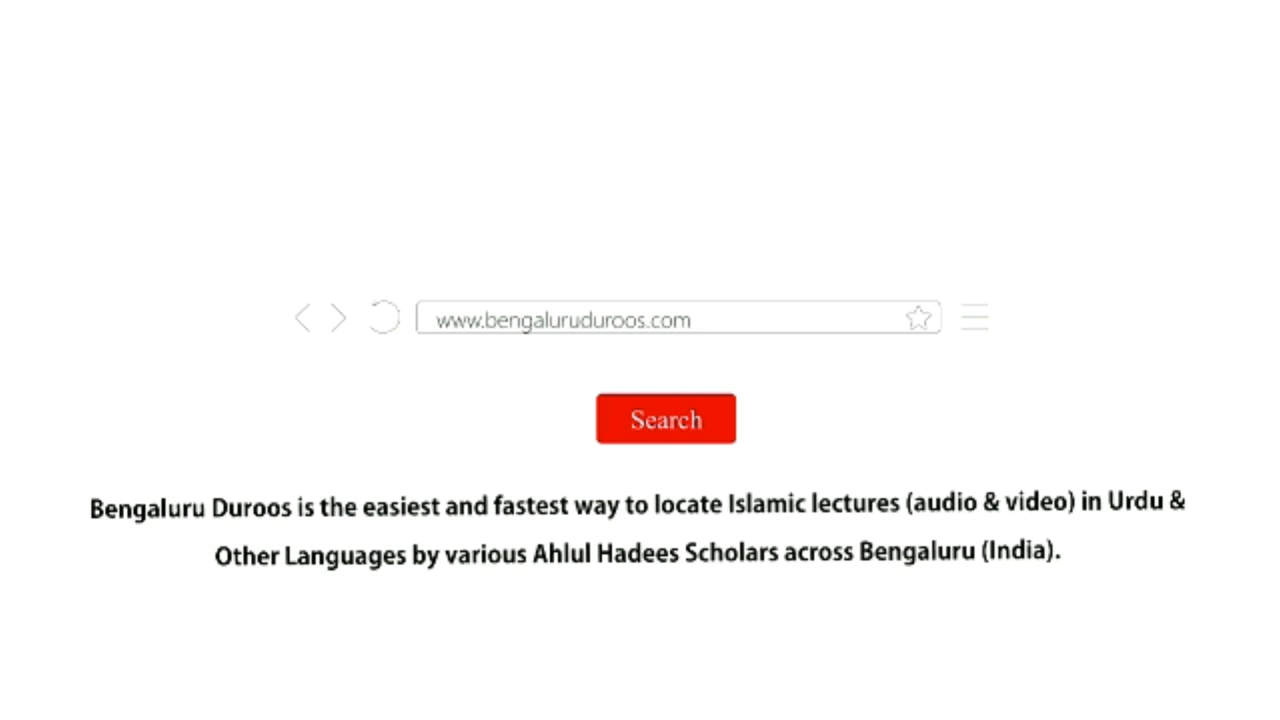 www.bengaluruduroos.com
Search
Bengaluru Duroos is the easiest and fastest way to locate Islamic lectures (audio & video) in Urdu &
Other Languages by various Ahlul Hadees Scholars across Bengaluru (India).